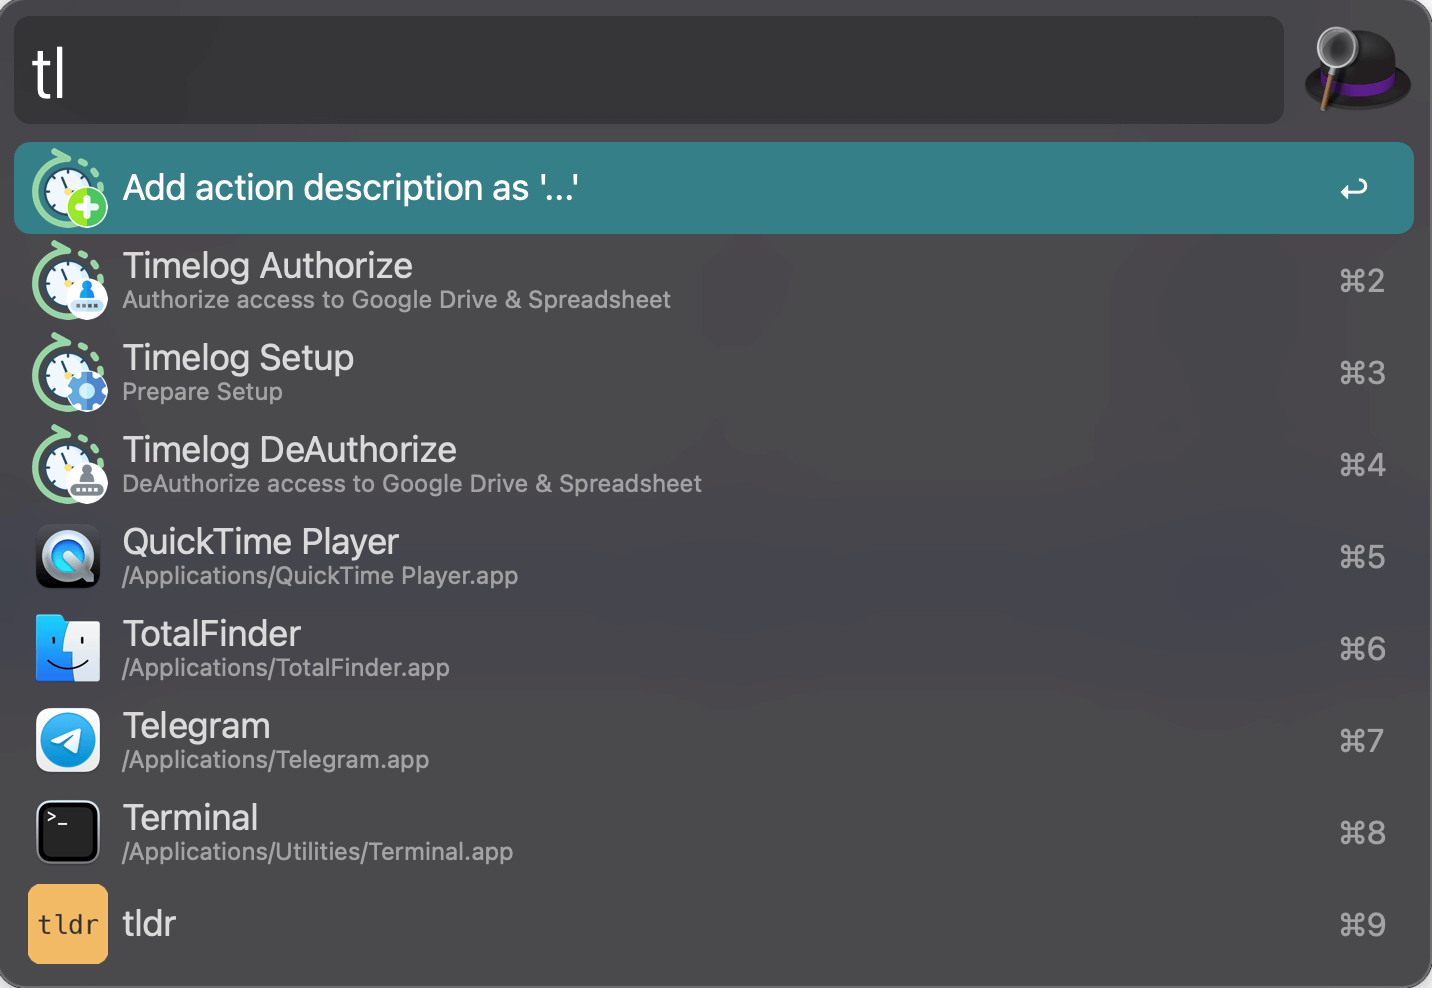 tl
Add action description as '...'
Timelog Authorize
Authorize access to Google Drive & Spreadsheet
⌘2
Timelog Setup
Prepare Setup
⌘3
Timelog DeAuthorize
DeAuthorize access to Google Drive & Spreadsheet
⌘4
QuickTime Player
/Applications/QuickTime Player.app
⌘5
TotalFinder
/Applications/TotalFinder.app
⌘6
Telegram
/Applications/Telegram.app
⌘7
>_
Terminal
/Applications/Utilities/Terminal.app
⌘8
tldr
tldr
⌘9